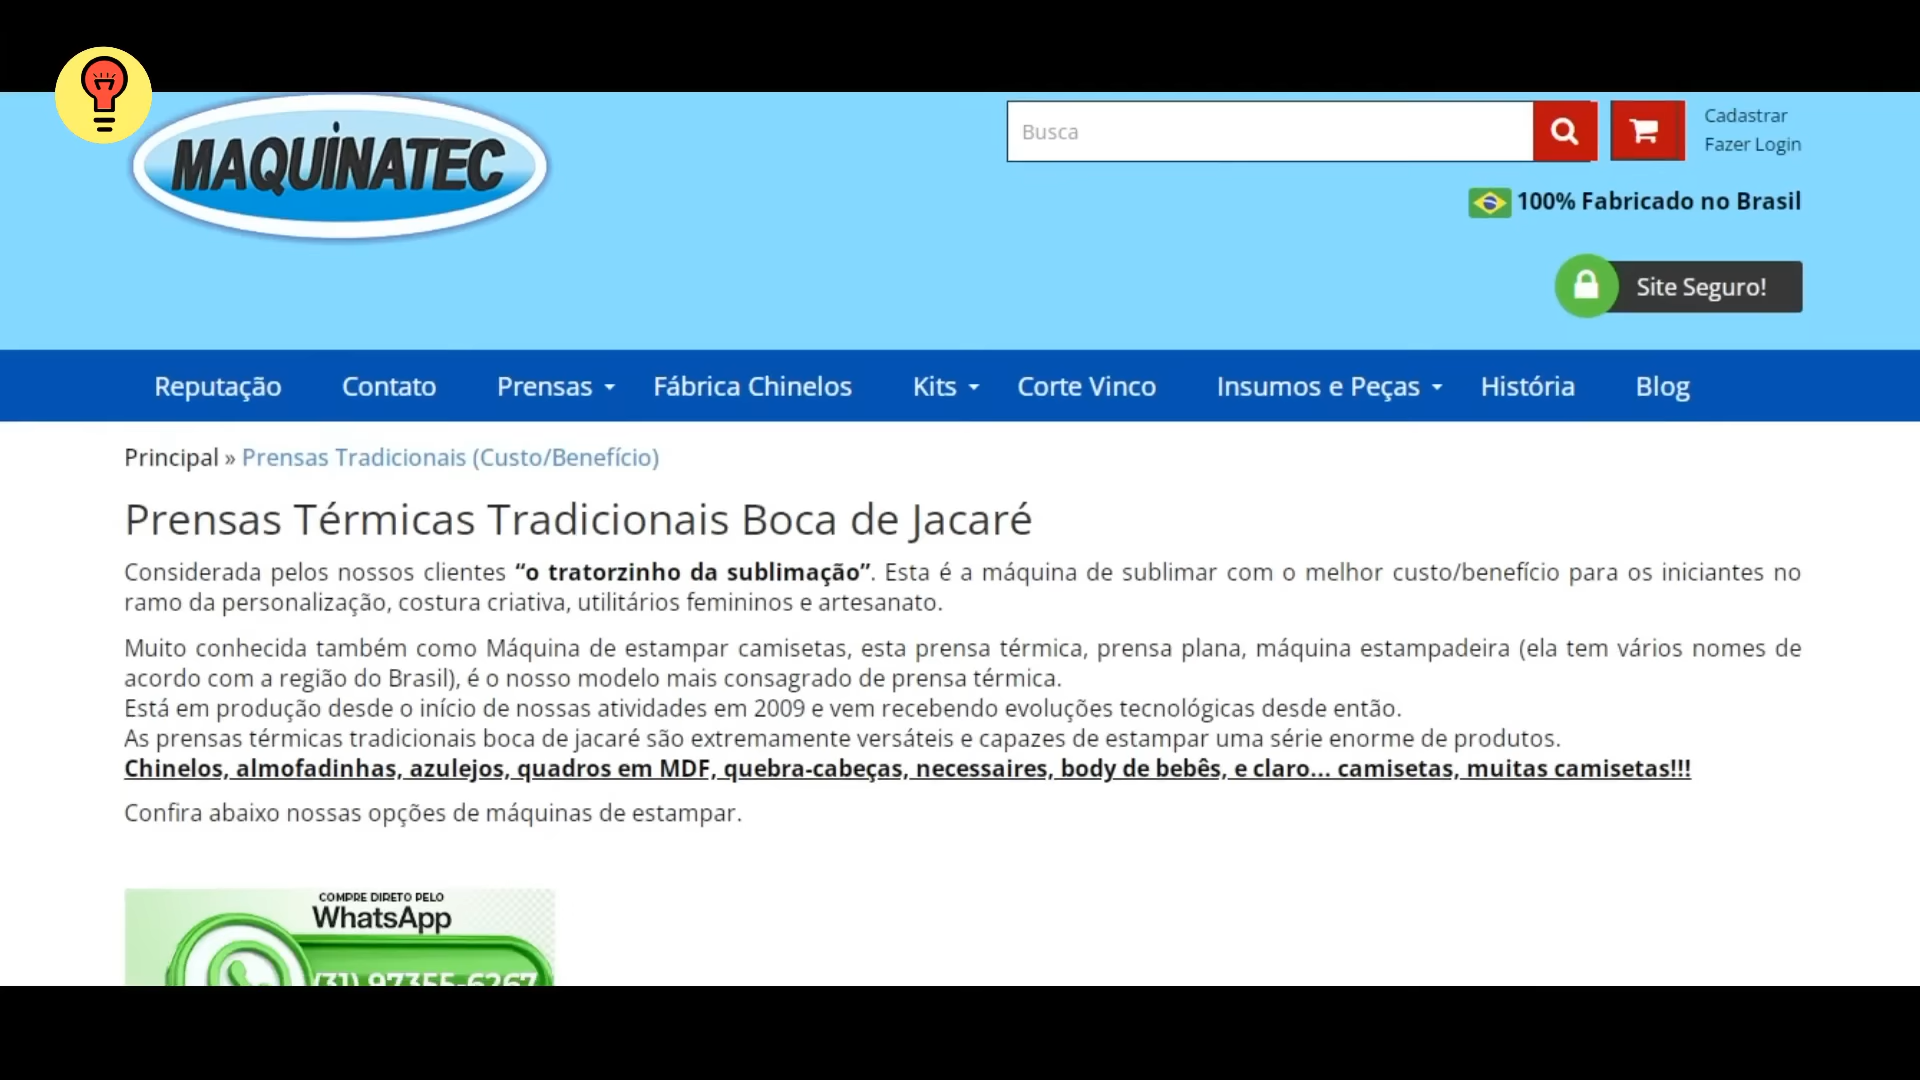 MAQUINATEC
Busca
Cadastrar
Fazer Login
100% Fabricado no Brasil
Site Seguro!
Reputação Contato Prensas Fábrica Chinelos Kits Corte Vinco Insumos e Peças História Blog
Principal » Prensas Tradicionais (Custo/Benefício)
Prensas Térmicas Tradicionais Boca de Jacaré
Considerada pelos nossos clientes “o tratorzinho da sublimação”. Esta é a máquina de sublimar com o melhor custo/benefício para os iniciantes no
ramo da personalização, costura criativa, utilitários femininos e artesanato.
Muito conhecida também como Máquina de estampar camisetas, esta prensa térmica, prensa plana, máquina estampadeira (ela tem vários nomes de
acordo com a região do Brasil), é o nosso modelo mais consagrado de prensa térmica.
Está em produção desde o início de nossas atividades em 2009 e vem recebendo evoluções tecnológicas desde então.
As prensas térmicas tradicionais boca de jacaré são extremamente versáteis e capazes de estampar uma série enorme de produtos.
Chinelos, almofadinhas, azulejos, quadros em MDF, quebra-cabeças, necessaires, body de bebês, e claro... camisetas, muitas camisetas!!!
Confira abaixo nossas opções de máquinas de estampar.
COMPRE DIRETO PELO
WhatsApp
(31) 97355-6267